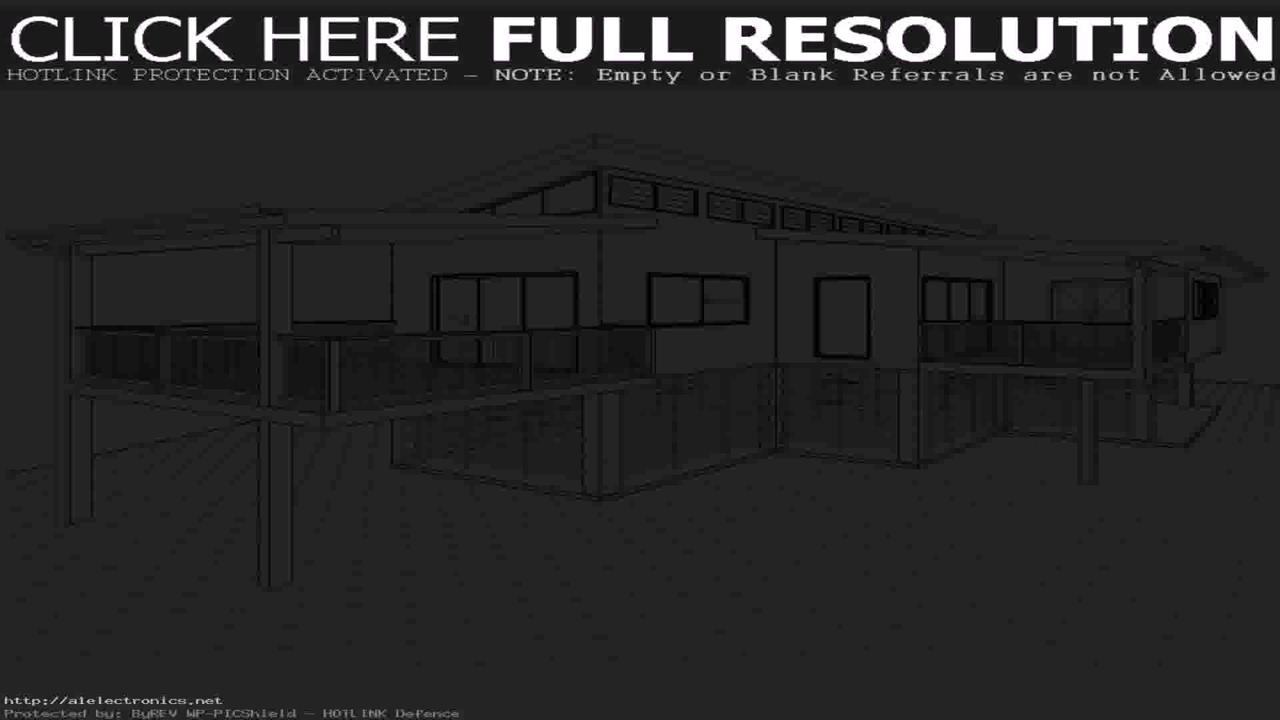 CLICK HERE FULL RESOLUTION
HOTLINK PROTECTION ACTIVATED - NOTE: Empty or Blank Referrals are not Allowed
http://alelectronics.net
Protected by: ByREV WP-PICShield - HOTLINK Defence